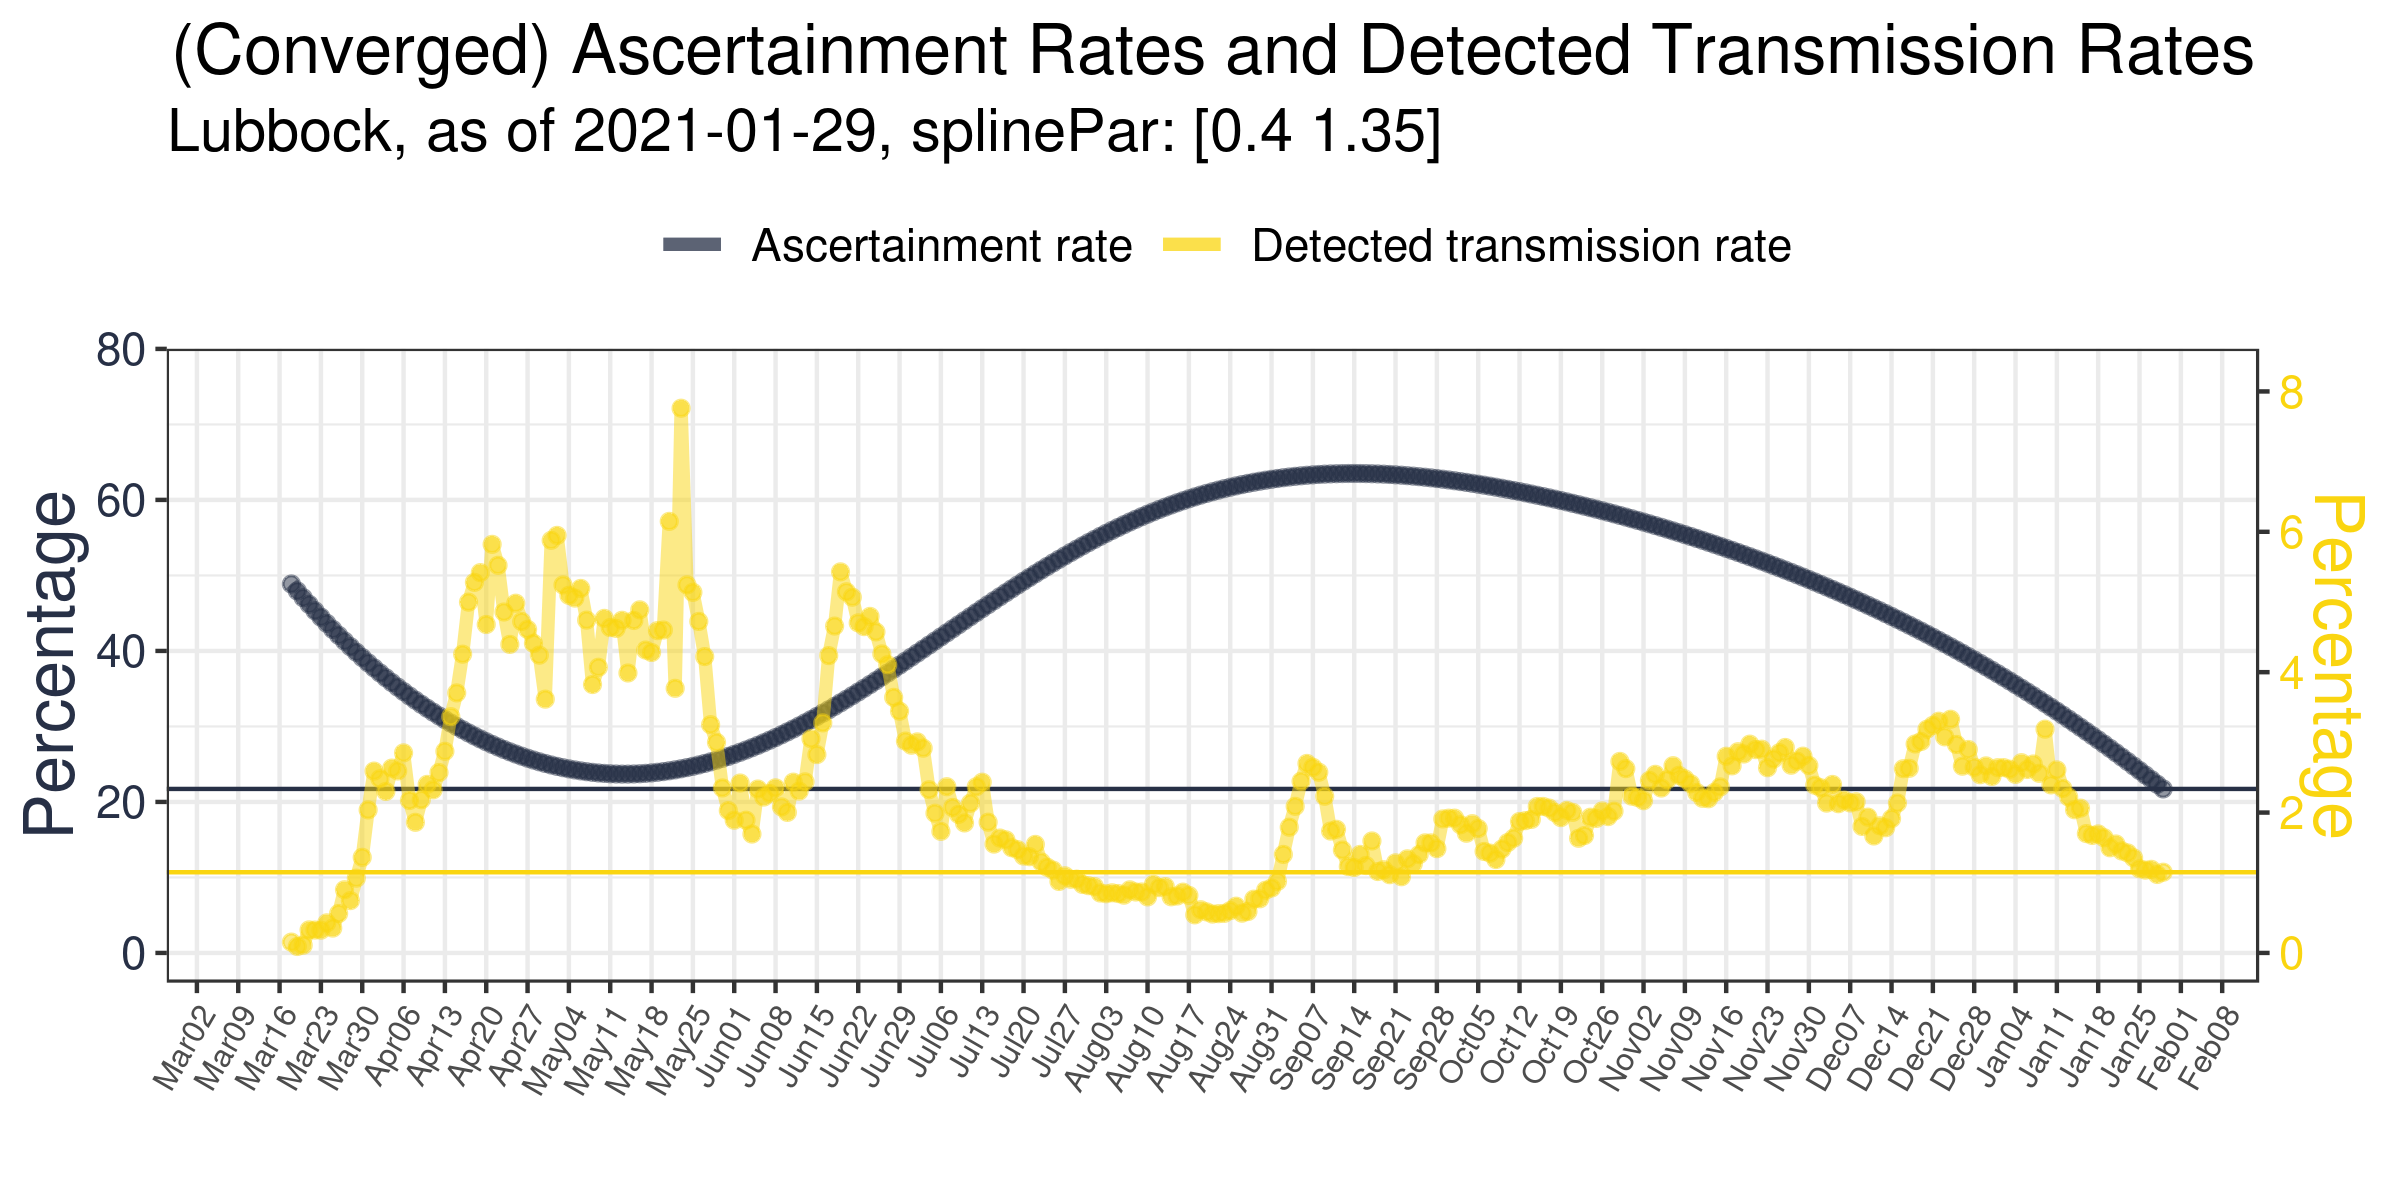 (Converged) Ascertainment Rates and Detected Transmission Rates
Lubbock, as of 2021-01-29, splinePar: [0.4 1.35]
Ascertainment rate
Detected transmission rate
Percentage
80
60
40
20
0
8
6
4
2
0
Percentage
Mar02
Mar09
Mar16
Mar23
Mar30
Apr06
Apr13
Apr20
Apr27
May04
May11
May18
May25
Jun01
Jun08
Jun15
Jun22
Jun29
Jul06
Jul13
Jul20
Jul27
Aug03
Aug10
Aug17
Aug24
Aug31
Sep07
Sep14
Sep21
Sep28
Oct05
Oct12
Oct19
Oct26
Nov02
Nov09
Nov16
Nov23
Nov30
Dec07
Dec14
Dec21
Dec28
Jan04
Jan11
Jan18
Jan25
Feb01
Feb08